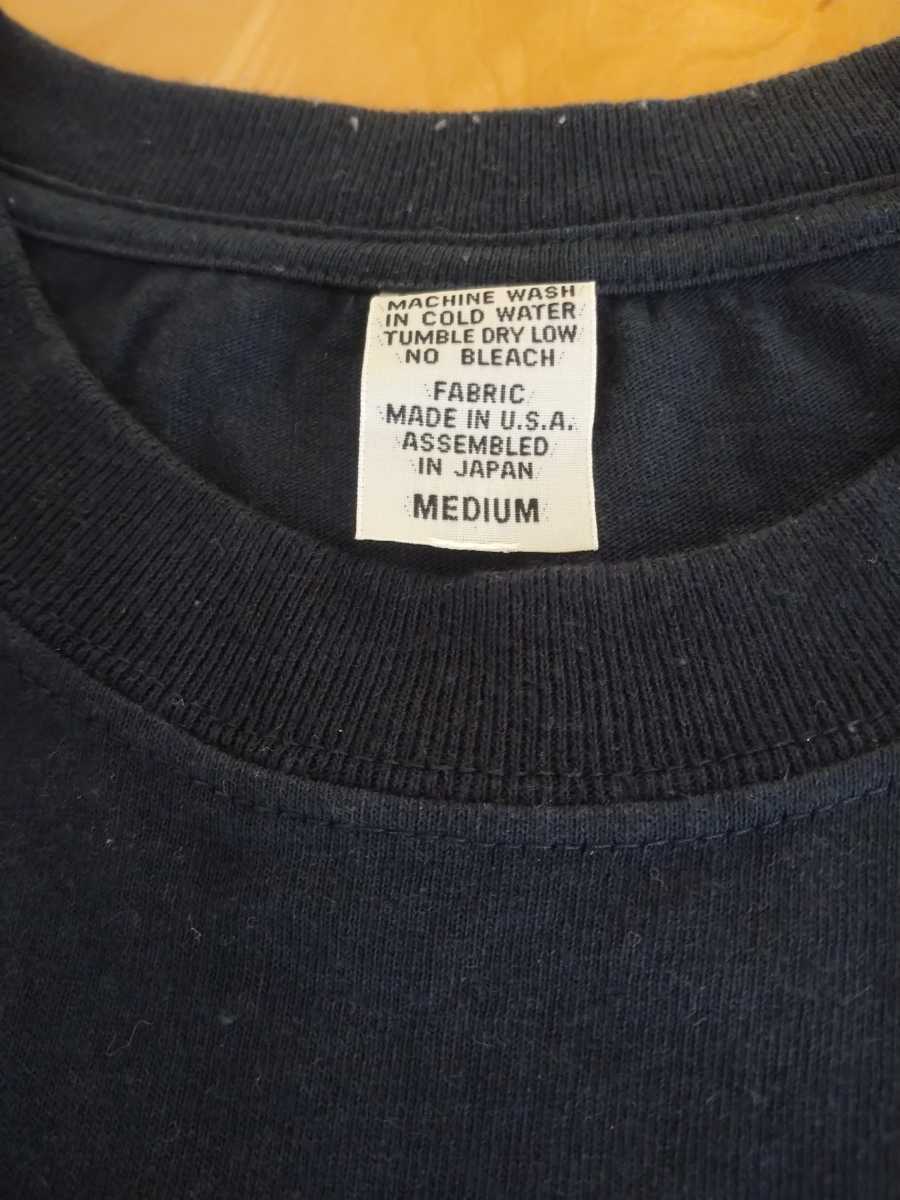 MACHINE WASH
IN COLD WATER
TUMBLE DRY LOW
NO BLEACH
FABRIC
MADE IN U.S.A.
ASSEMBLED
IN JAPAN
MEDIUM